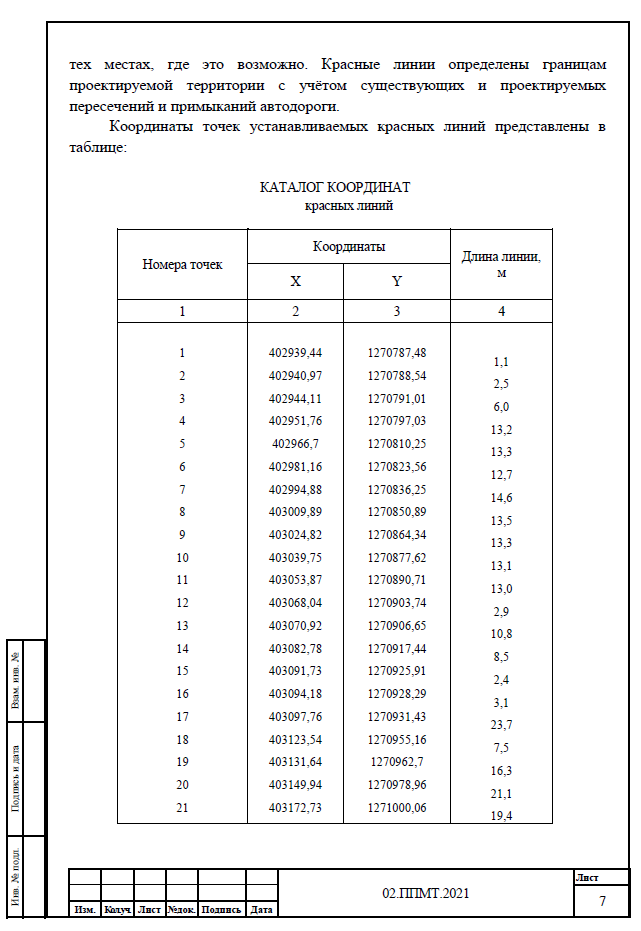 тех местах, где это возможно. Красные линии определены границам
проектируемой территории с учётом существующих и проектируемых
пересечений и примыканий автодороги.
Координаты точек устанавливаемых красных линий представлены в
таблице:
КАТАЛОГ КООРДИНАТ
красных линий
Номера точек
Координаты
Длина линии,
м
X Y
1 2 3 4
1 402939,44 1270787,48
1,1
2 402940,97 1270788,54
2,5
3 402944,11 1270791,01
6,0
4 402951,76 1270797,03
13,2
5 402966,7 1270810,25
13,3
6 402981,16 1270823,56
12,7
7 402994,88 1270836,25
14,6
8 403009,89 1270850,89
13,5
9 403024,82 1270864,34
13,3
10 403039,75 1270877,62
13,1
11 403053,87 1270890,71
13,0
12 403068,04 1270903,74
2,9
13 403070,92 1270906,65
10,8
14 403082,78 1270917,44
8,5
15 403091,73 1270925,91
2,4
16 403094,18 1270928,29
3,1
17 403097,76 1270931,43
23,7
18 403123,54 1270955,16
7,5
19 403131,64 1270962,7
16,3
20 403149,94 1270978,96
21,1
21 403172,73 1271000,06
19,4
Взам. инв. №
Подпись и дата
Инв. № подл.
Изм. Колуч Лист №док. Подпись Дата
02.ППМТ.2021
Лист
7